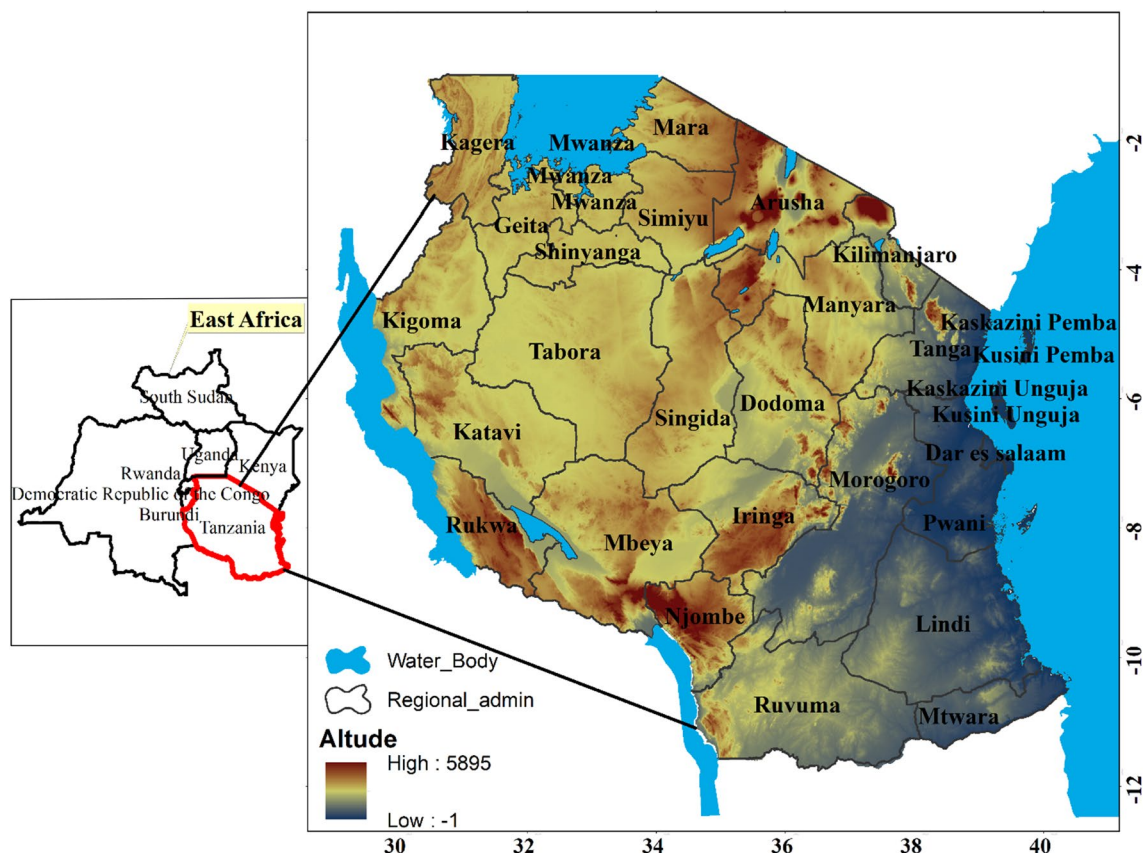 East Africa
South Sudan
Uganda
Kenya
Rwanda
Democratic Republic of the Congo
Burundi
Tanzania
Kagera
Mwanza
Mara
Mwanza
Mwanza
Geita
Simiyu
Arusha
Shinyanga
Kilimanjaro
Kigoma
Manyara
Tabora
Kaskazini Pemba
Tanga
Kusini Pemba
Kaskazini Unguja
Dodoma
Singida
Kusini Unguja
Katavi
Dar es salaam
Morogoro
Rukwa
Iringa
Pwani
Mbeya
Njombe
Lindi
Ruvuma
Mtwara
Water_Body
Regional_admin
Altude
High : 5895
Low : -1
-2
-4
-6
-8
-10
-12
30 32 34 36 38 40